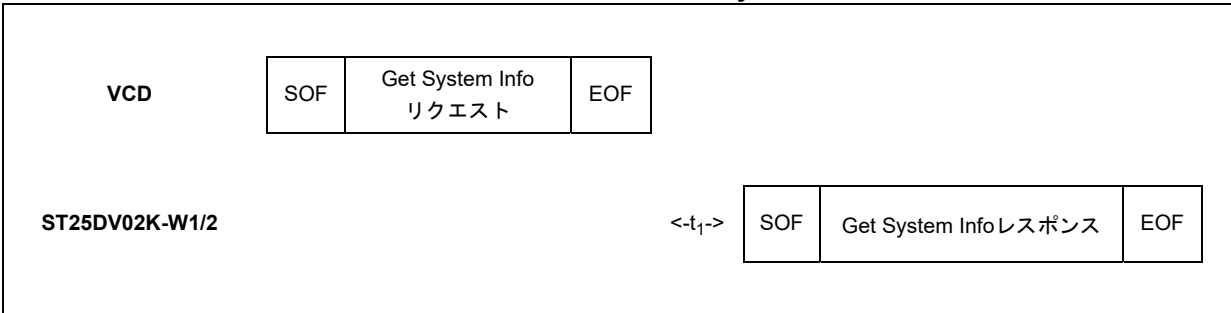 VCD
SOF
Get System Info
リクエスト
EOF
ST25DV02K-W1/2
<-t1->
SOF
Get System Infoレスポンス
EOF